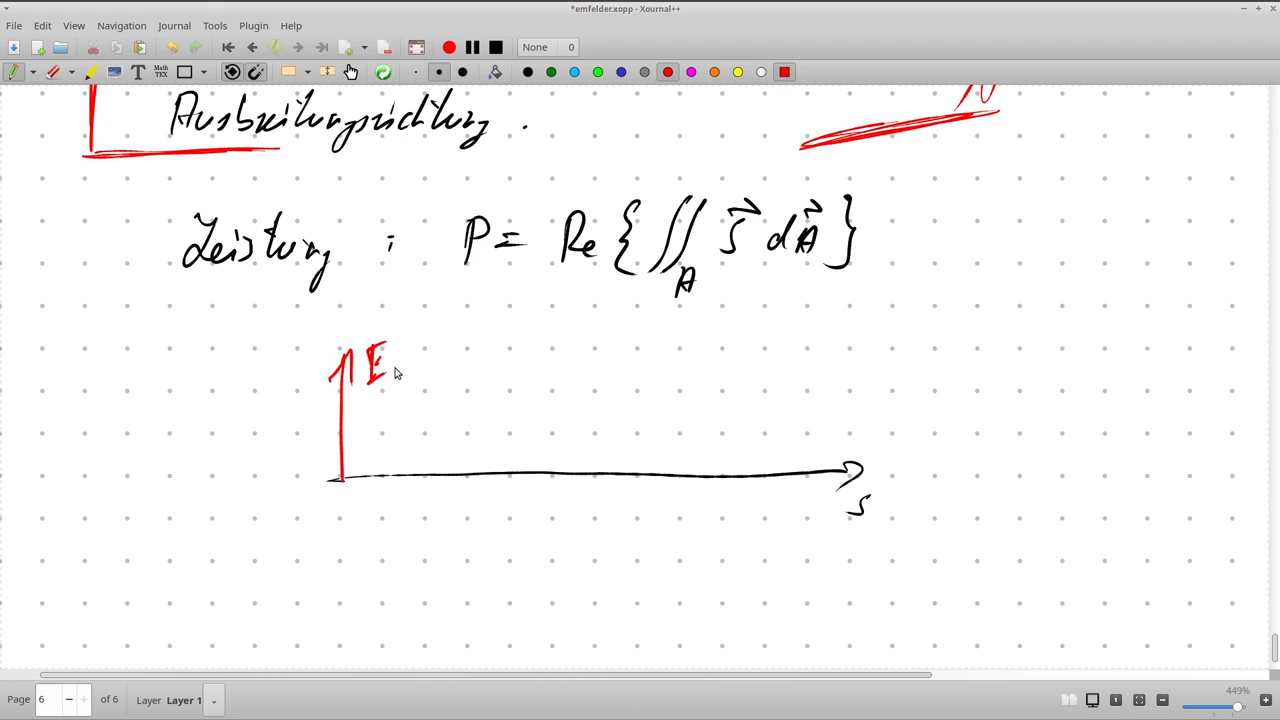 *emfelder.xopp - Xournal++
File Edit View Navigation Journal Tools Plugin Help
None 0
Ausbreitungsrichtung .
Leistung : P = Re { ∬_A S⃗ dA⃗ }
E
s
Page 6 of 6 Layer Layer 1 449%